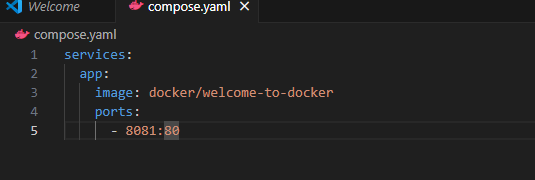 Welcome compose.yaml
compose.yaml
1 services:
2   app:
3     image: docker/welcome-to-docker
4     ports:
5       - 8081:80